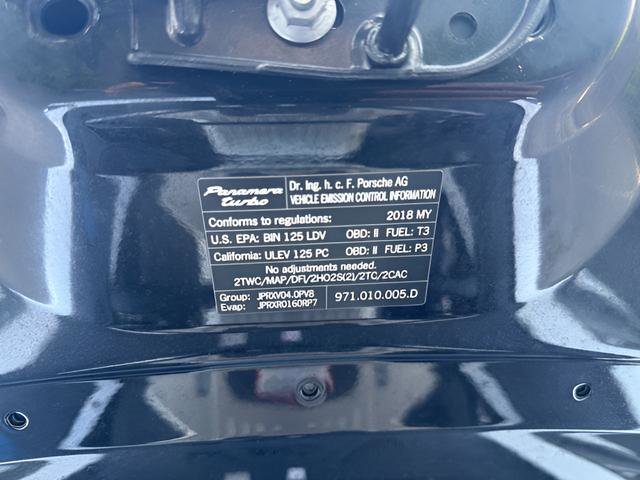 Panamera turbo
Dr. Ing. h. c. F. Porsche AG
VEHICLE EMISSION CONTROL INFORMATION
Conforms to regulations: 2018 MY
U.S. EPA: BIN 125 LDV OBD: II FUEL: T3
California: ULEV 125 PC OBD: II FUEL: P3
No adjustments needed.
2TWC/MAP/DFI/2HO2S(2)/2TC/2CAC
Group: JPRXV04.0PV8
Evap: JPRXR0160RP7
971.010.005.D